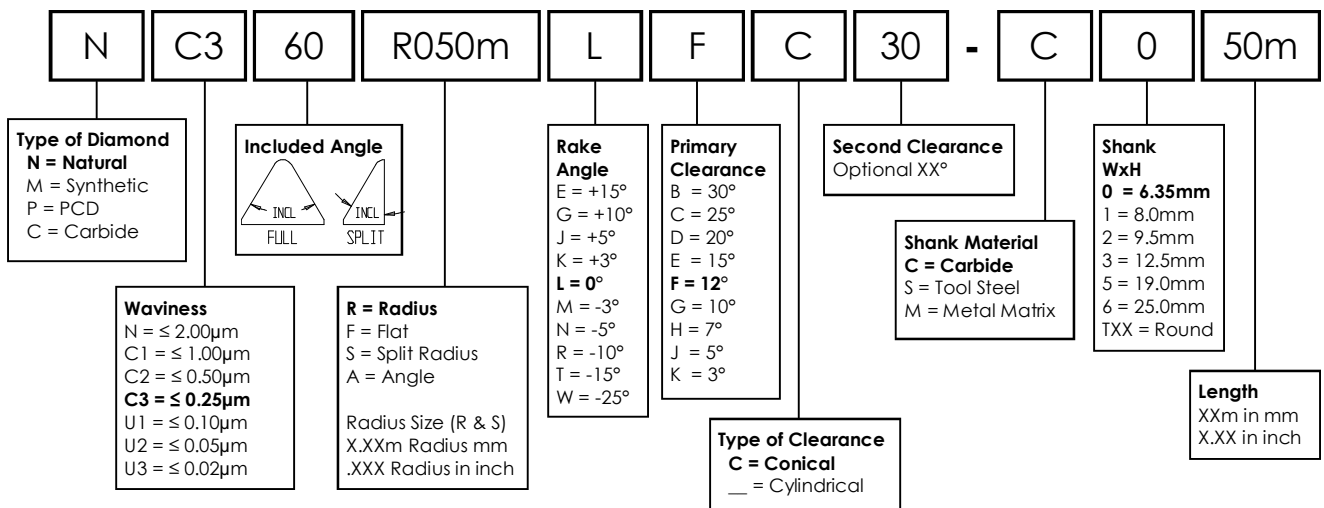 N C3 60 R050m L F C 30 - C 0 50m
Type of Diamond
N = Natural
M = Synthetic
P = PCD
C = Carbide
Waviness
N = ≤ 2.00µm
C1 = ≤ 1.00µm
C2 = ≤ 0.50µm
C3 = ≤ 0.25µm
U1 = ≤ 0.10µm
U2 = ≤ 0.05µm
U3 = ≤ 0.02µm
Included Angle
INCL INCL
FULL SPLIT
R = Radius
F = Flat
S = Split Radius
A = Angle
Radius Size (R & S)
X.XXm Radius mm
.XXX Radius in inch
Rake
Angle
E = +15°
G = +10°
J = +5°
K = +3°
L = 0°
M = -3°
N = -5°
R = -10°
T = -15°
W = -25°
Primary
Clearance
B = 30°
C = 25°
D = 20°
E = 15°
F = 12°
G = 10°
H = 7°
J = 5°
K = 3°
Type of Clearance
C = Conical
__ = Cylindrical
Second Clearance
Optional XX°
Shank Material
C = Carbide
S = Tool Steel
M = Metal Matrix
Shank
WxH
0 = 6.35mm
1 = 8.0mm
2 = 9.5mm
3 = 12.5mm
5 = 19.0mm
6 = 25.0mm
TXX = Round
Length
XXm in mm
X.XX in inch